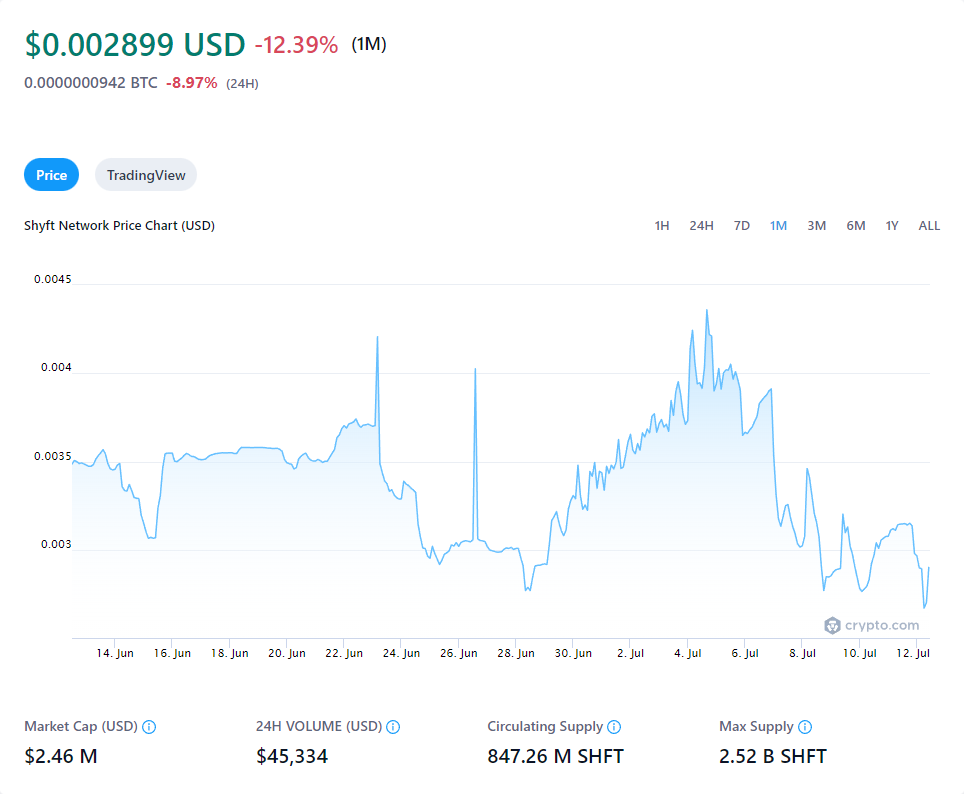 $0.002899 USD -12.39% (1M)
0.0000000942 BTC -8.97% (24H)
Price TradingView
Shyft Network Price Chart (USD) 1H 24H 7D 1M 3M 6M 1Y ALL
0.0045
0.004
0.0035
0.003
crypto.com
14. Jun 16. Jun 18. Jun 20. Jun 22. Jun 24. Jun 26. Jun 28. Jun 30. Jun 2. Jul 4. Jul 6. Jul 8. Jul 10. Jul 12. Jul
Market Cap (USD) 24H VOLUME (USD) Circulating Supply Max Supply
$2.46 M $45,334 847.26 M SHFT 2.52 B SHFT